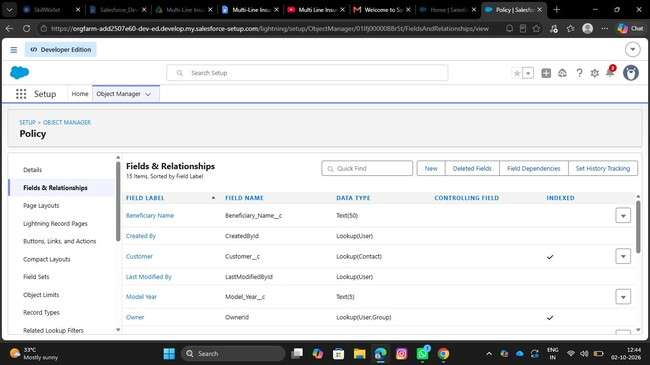 SkillWallet
Salesforce_Dev
Multi-Line Insu
Multi-Line Insu
Multi Line Insu
Welcome to Sa
Home | Salesf
Policy | Salesf
https://orgfarm-add2507e60-dev-ed.develop.my.salesforce-setup.com/lightning/setup/ObjectManager/
/FieldsAndRelationships/view
Chat
Developer Edition
Search Setup
Setup
Home
Object Manager
SETUP > OBJECT MANAGER
Policy
Details
Fields & Relationships
Page Layouts
Lightning Record Pages
Buttons, Links, and Actions
Compact Layouts
Field Sets
Object Limits
Record Types
Related Lookup Filters
Fields & Relationships
15 Items, Sorted by Field Label
Quick Find
New
Deleted Fields
Field Dependencies
Set History Tracking
FIELD LABEL FIELD NAME DATA TYPE CONTROLLING FIELD INDEXED
Beneficiary Name Beneficiary_Name__c Text(50)
Created By CreatedById Lookup(User)
Customer Customer__c Lookup(Contact)
Last Modified By LastModifiedById Lookup(User)
Model Year Model_Year__c Text(5)
Owner OwnerId Lookup(User,Group)
33°C
Mostly sunny
Search
ENG
IN
12:44
02-10-2026